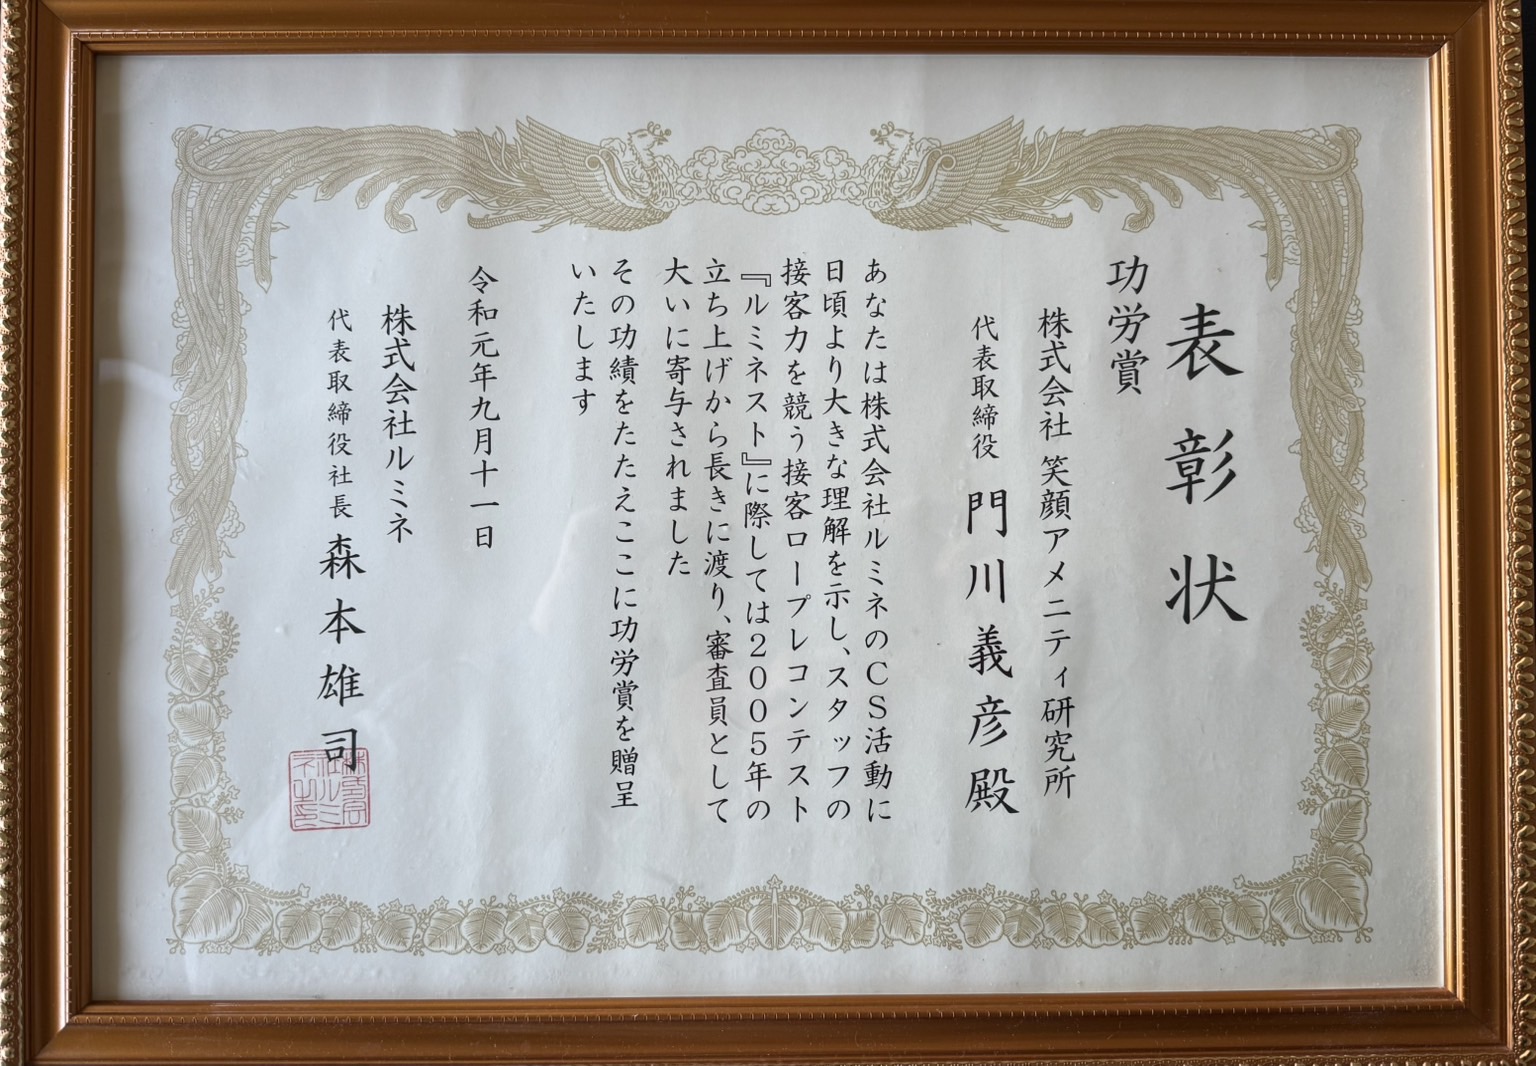 表彰状
功労賞
株式会社 笑顔アメニティ研究所
代表取締役 門川義彦殿
あなたは株式会社ルミネのCS活動に
日頃より大きな理解を示し、スタッフの
接客力を競う接客ロープレコンテスト
『ルミネスト』に際しては2005年の
立ち上げから長きに渡り、審査員として
大いに寄与されました
その功績をたたえここに功労賞を贈呈
いたします
令和元年九月十一日
株式会社ルミネ
代表取締役社長 森本雄司